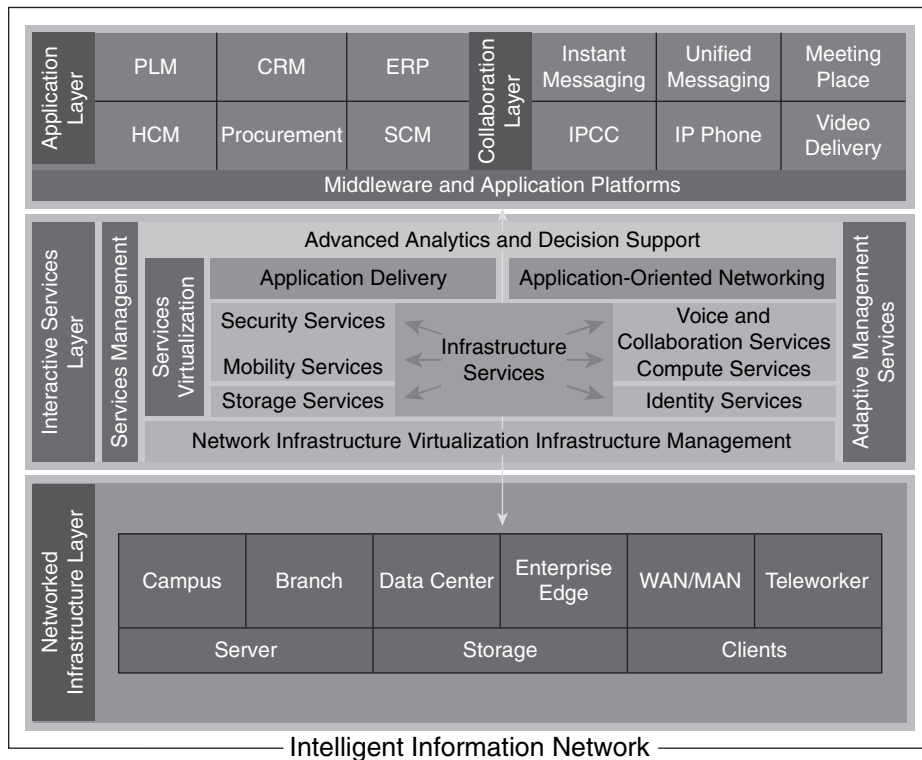 Application
Layer
PLM
CRM
ERP
HCM
Procurement
SCM
Collaboration
Layer
Instant
Messaging
Unified
Messaging
Meeting
Place
IPCC
IP Phone
Video
Delivery
Middleware and Application Platforms
Interactive Services
Layer
Services Management
Advanced Analytics and Decision Support
Services
Virtualization
Application Delivery
Application-Oriented Networking
Security Services
Mobility Services
Storage Services
Infrastructure
Services
Voice and
Collaboration Services
Compute Services
Identity Services
Network Infrastructure Virtualization Infrastructure Management
Adaptive Management
Services
Networked
Infrastructure Layer
Campus
Branch
Data Center
Enterprise
Edge
WAN/MAN
Teleworker
Server
Storage
Clients
Intelligent Information Network